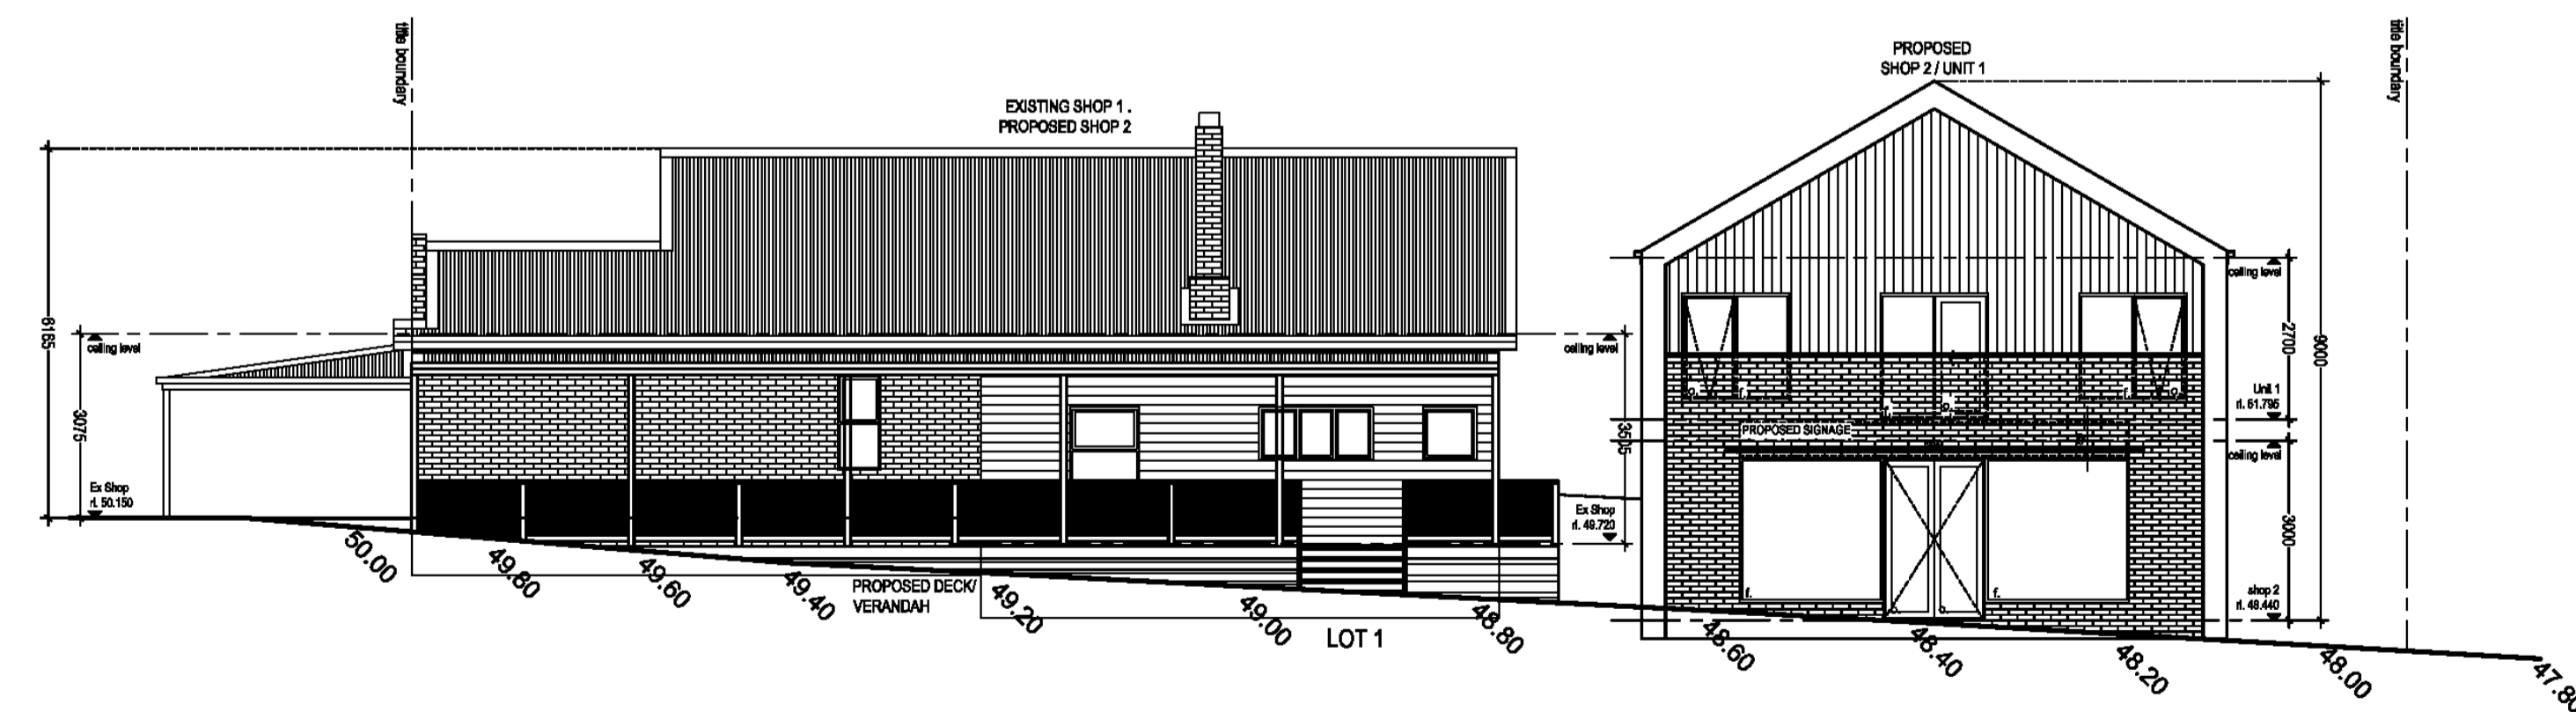 title boundary
title boundary
PROPOSED
SHOP 2 / UNIT 1
EXISTING SHOP 1 .
PROPOSED SHOP 2
6165
ceiling level
3075
Ex Shop
rl. 50.150
ceiling level
3505
Ex Shop
rl. 49.720
ceiling level
2700
9000
Unit 1
rl. 51.795
PROPOSED SIGNAGE
ceiling level
3000
shop 2
rl. 48.440
f.
f.
o.
f.
o.
f.
o.
f.
o.
o.
f.
50.00
49.80
49.60
49.40
PROPOSED DECK/
VERANDAH
49.20
49.00
LOT 1
48.80
48.60
48.40
48.20
48.00